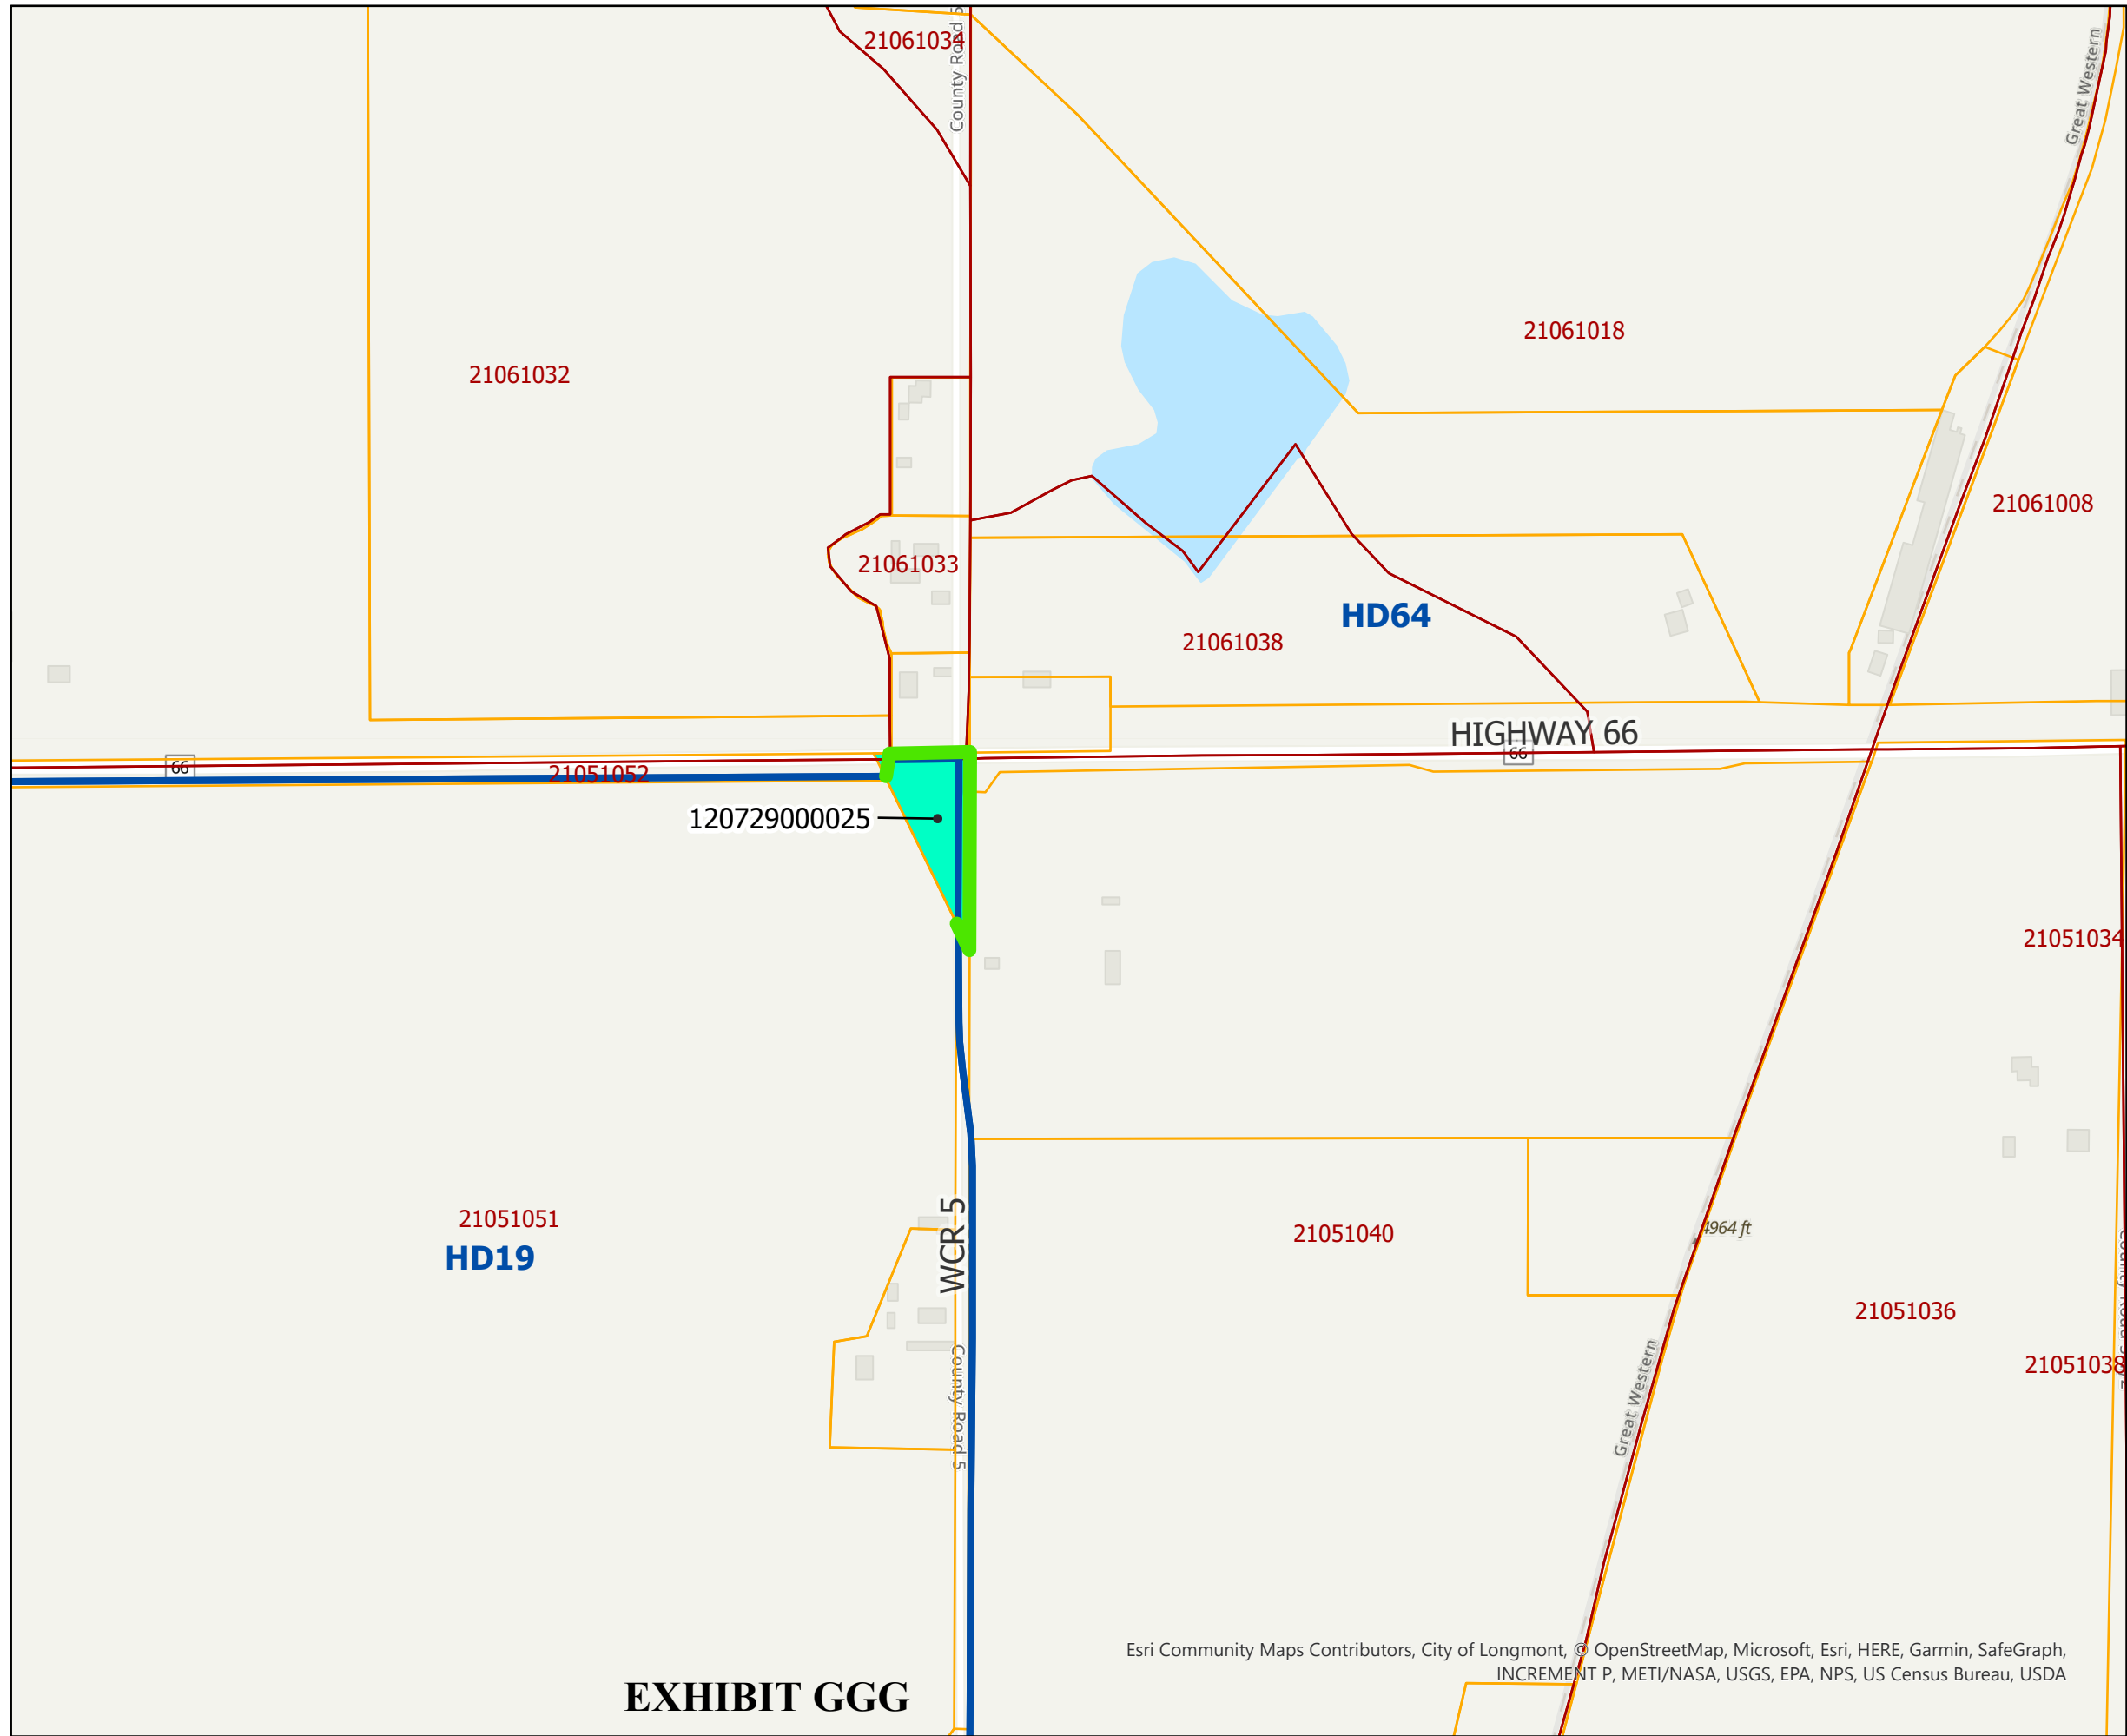 21061034
County Road 5
Great Western
21061018
21061032
21061008
21061033
HD64
21061038
HIGHWAY 66
66
66
21051052
120729000025
21051034
21051051
WCR 5
21051040
4964 ft
HD19
21051036
County Road 5
Great Western
21051038
Esri Community Maps Contributors, City of Longmont, © OpenStreetMap, Microsoft, Esri, HERE, Garmin, SafeGraph,
INCREMENT P, METI/NASA, USGS, EPA, NPS, US Census Bureau, USDA
EXHIBIT GGG